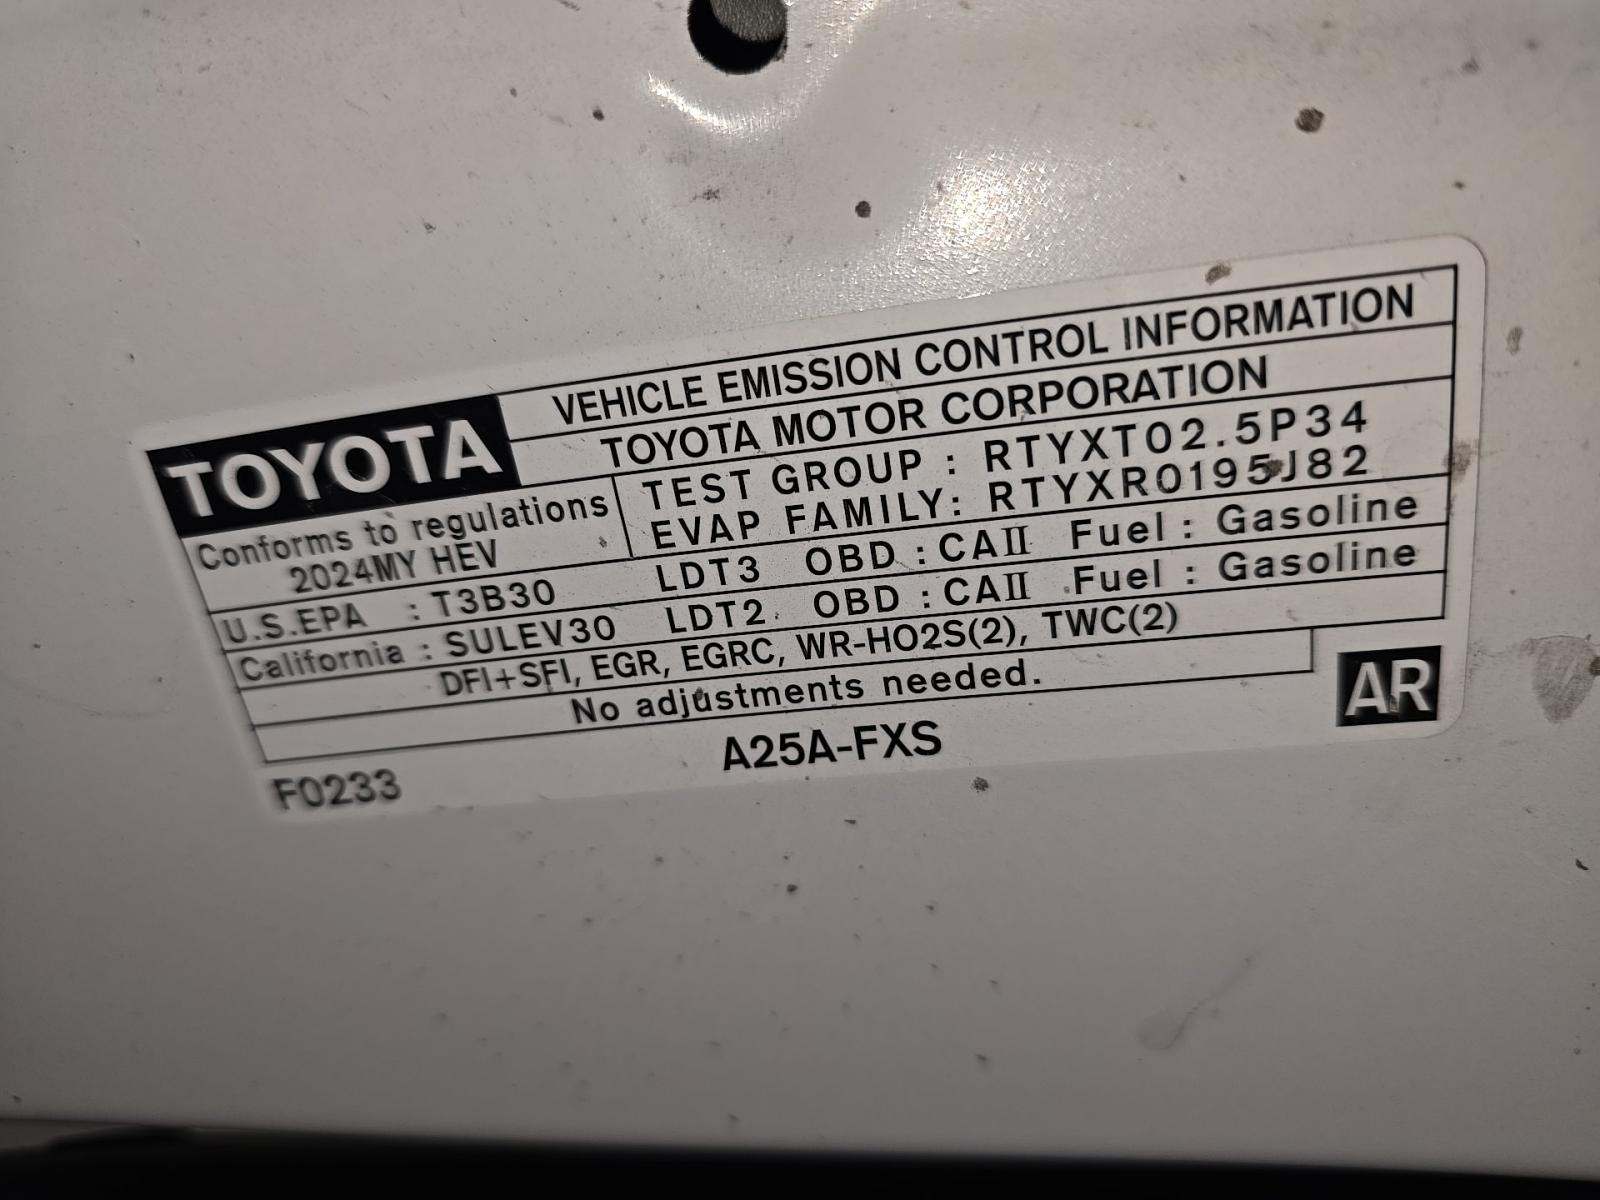 VEHICLE EMISSION CONTROL INFORMATION
TOYOTA
TOYOTA MOTOR CORPORATION
Conforms to regulations
2024MY HEV
TEST GROUP : RTYXT02.5P34
EVAP FAMILY: RTYXR0195J82
U.S.EPA : T3B30 LDT3 OBD : CAII Fuel : Gasoline
California : SULEV30 LDT2 OBD : CAII Fuel : Gasoline
DFI+SFI, EGR, EGRC, WR-HO2S(2), TWC(2)
No adjustments needed.
AR
A25A-FXS
F0233